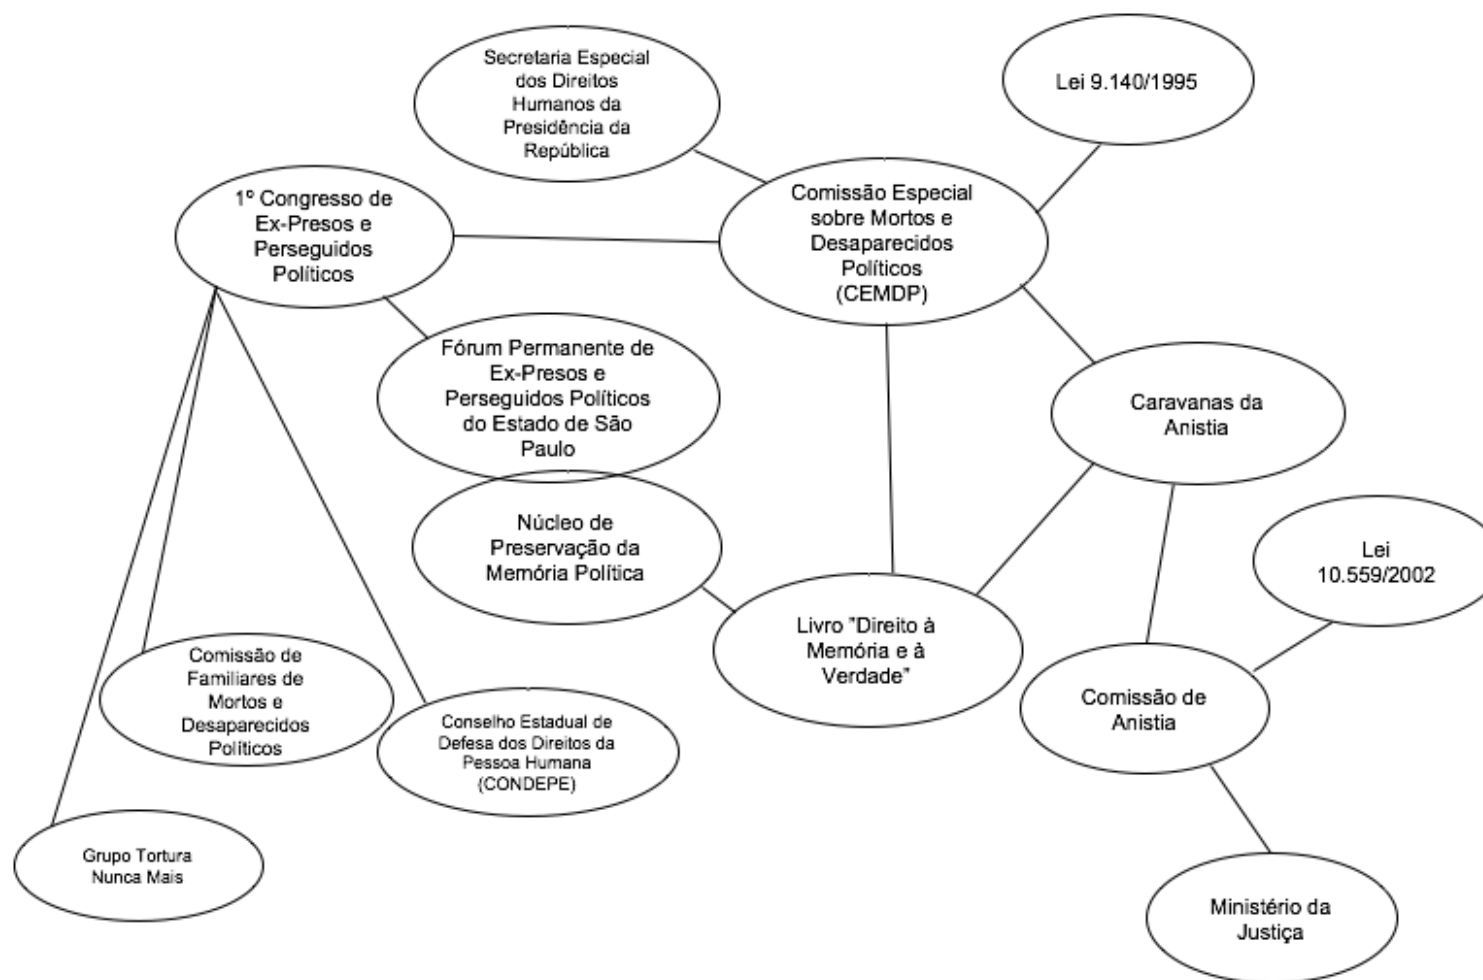 Secretaria Especial
dos Direitos
Humanos da
Presidência da
República
Lei 9.140/1995
1º Congresso de
Ex-Presos e
Perseguidos
Políticos
Comissão Especial
sobre Mortos e
Desaparecidos
Políticos
(CEMDP)
Fórum Permanente de
Ex-Presos e
Perseguidos Políticos
do Estado de São
Paulo
Caravanas da
Anistia
Núcleo de
Preservação da
Memória Política
Lei
10.559/2002
Livro "Direito à
Memória e à
Verdade"
Comissão de
Familiares de
Mortos e
Desaparecidos
Políticos
Conselho Estadual de
Defesa dos Direitos da
Pessoa Humana
(CONDEPE)
Comissão de
Anistia
Grupo Tortura
Nunca Mais
Ministério da
Justiça